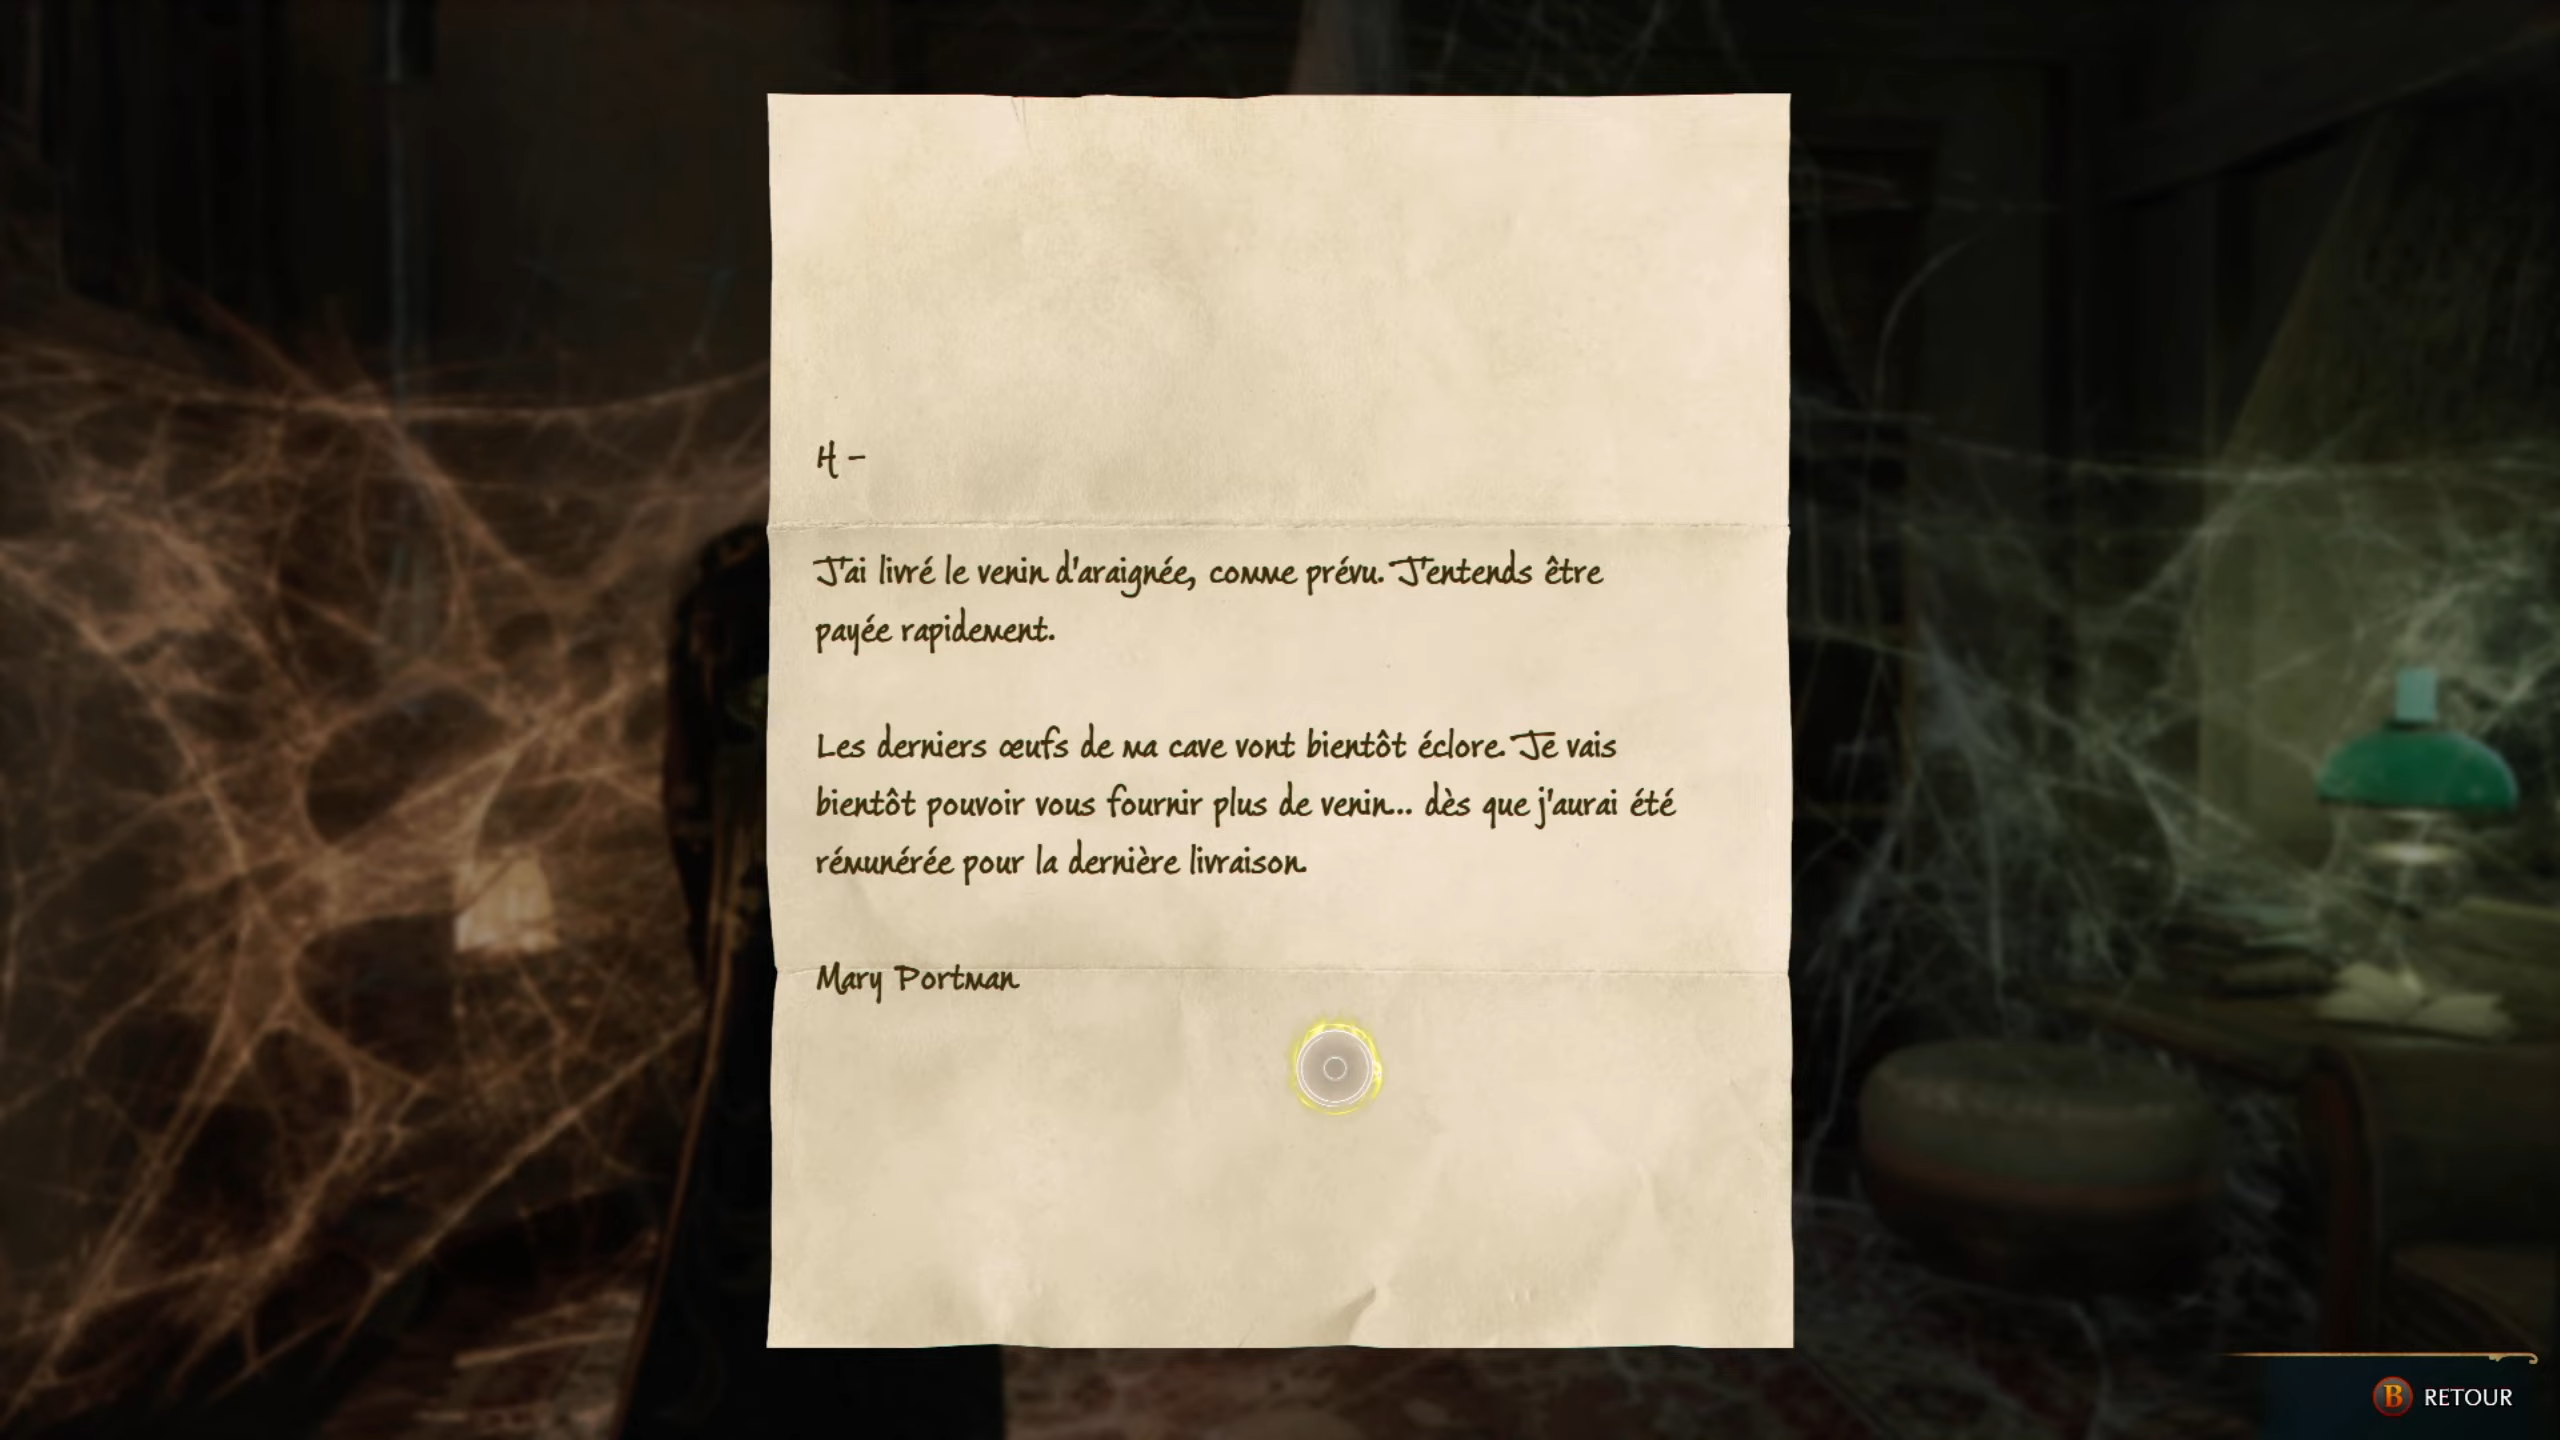 H -
J'ai livré le venin d'araignée, comme prévu. J'entends être
payée rapidement.
Les derniers œufs de ma cave vont bientôt éclore. Je vais
bientôt pouvoir vous fournir plus de venin... dès que j'aurai été
rémunérée pour la dernière livraison.
Mary Portman
B RETOUR